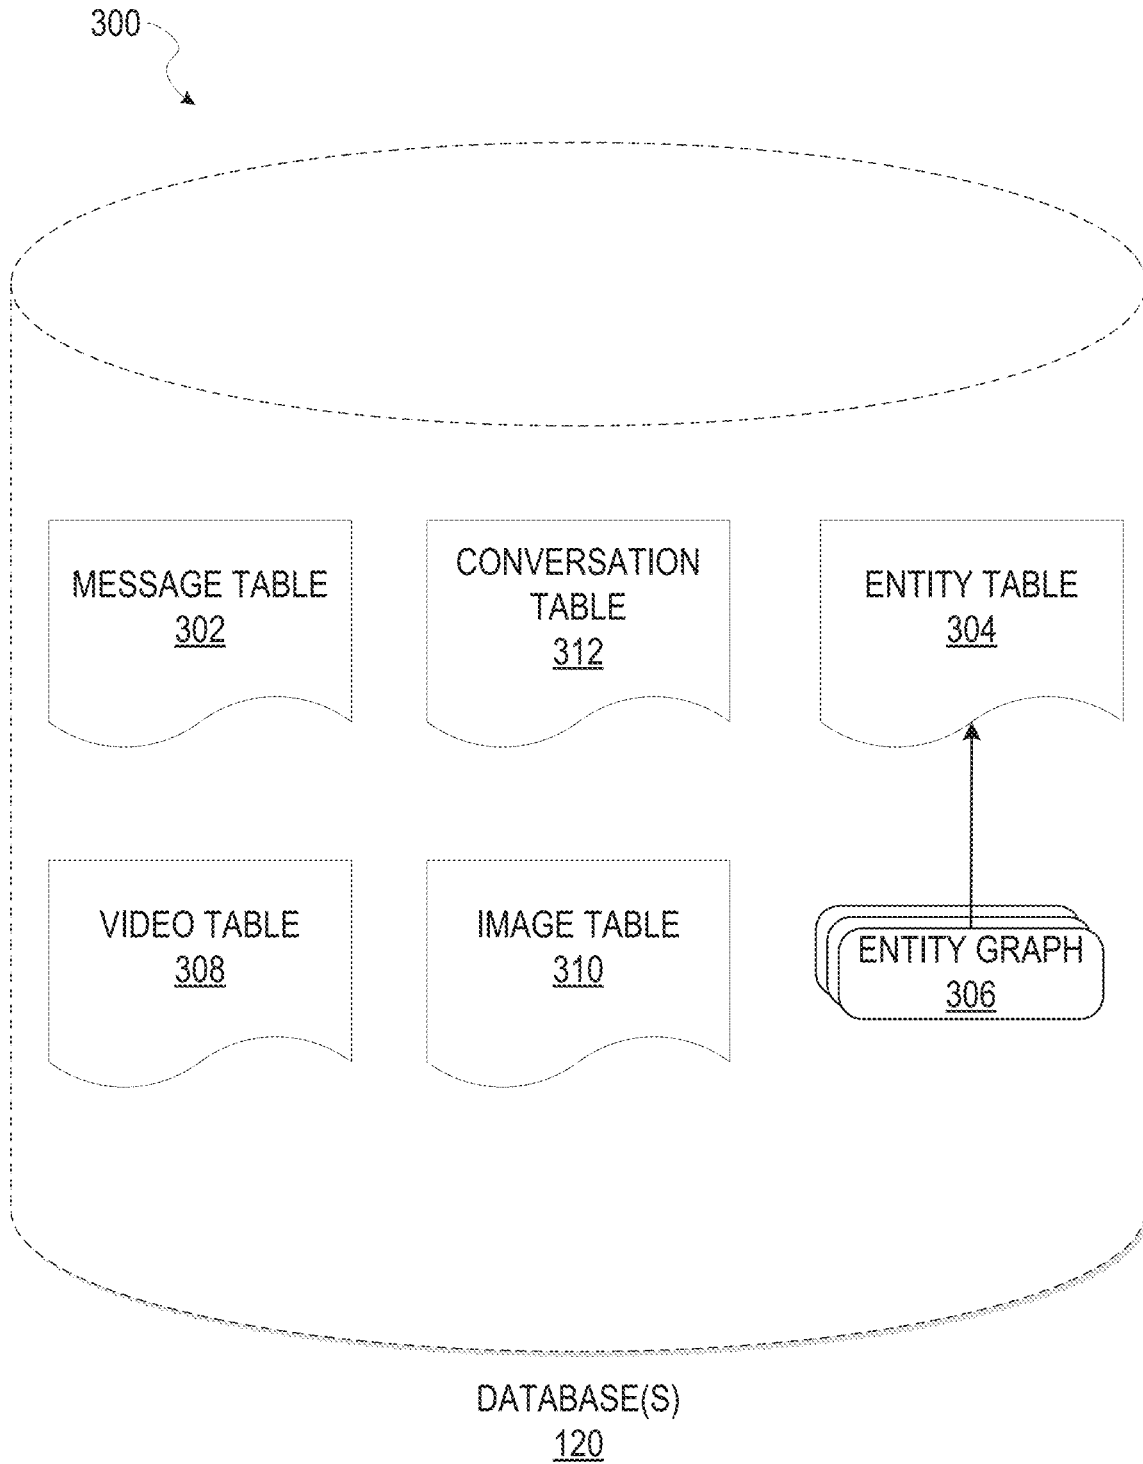 300
MESSAGE TABLE
302
CONVERSATION
TABLE
312
ENTITY TABLE
304
VIDEO TABLE
308
IMAGE TABLE
310
ENTITY GRAPH
306
DATABASE(S)
120